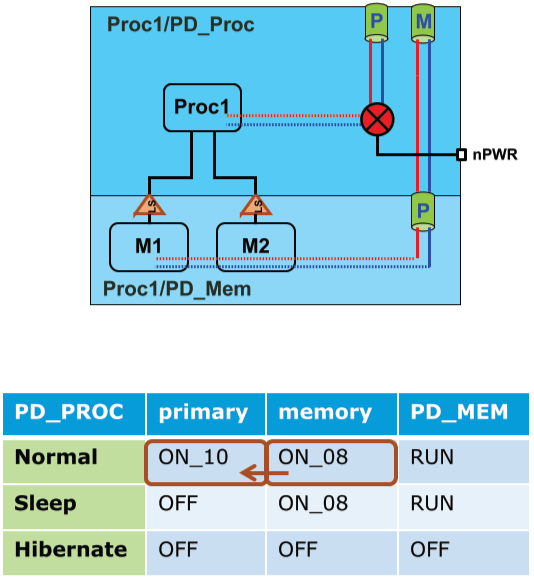 Proc1/PD_Proc
P
M
Proc1
nPWR
LS
LS
P
M1
M2
Proc1/PD_Mem
PD_PROC primary memory PD_MEM
Normal ON_10 ON_08 RUN
Sleep OFF ON_08 RUN
Hibernate OFF OFF OFF